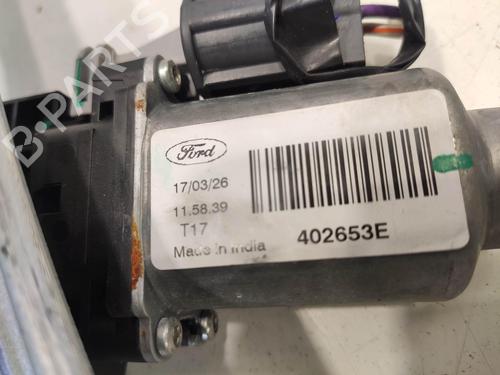 B-PARTS
Ford
17/03/26
11.58.39
T17
Made in India
402653E